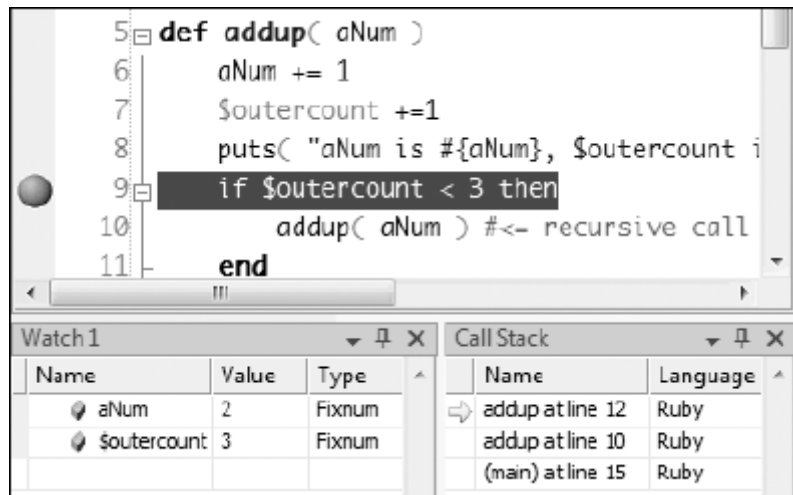 5 def addup( aNum )
6 aNum += 1
7 $outercount +=1
8 puts( "aNum is #{aNum}, $outercount i
9 if $outercount < 3 then
10 addup( aNum ) #<= recursive call
11 end
Watch 1
Name Value Type
aNum 2 Fixnum
$outercount 3 Fixnum
Call Stack
Name Language
addup at line 12 Ruby
addup at line 10 Ruby
(main) at line 15 Ruby